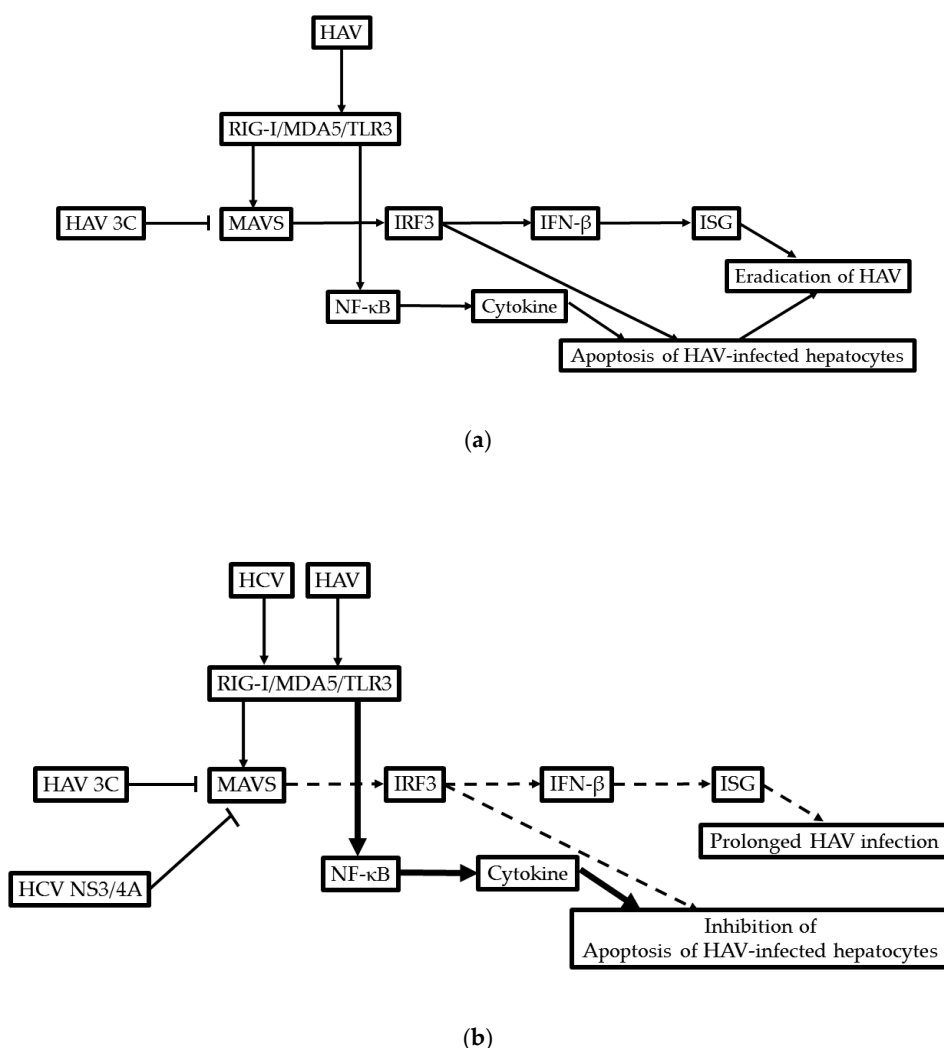 HAV
RIG-I/MDA5/TLR3
HAV 3C
MAVS
IRF3
IFN-β
ISG
Eradication of HAV
NF-κB
Cytokine
Apoptosis of HAV-infected hepatocytes
(a)
HCV
HAV
RIG-I/MDA5/TLR3
HAV 3C
MAVS
IRF3
IFN-β
ISG
Prolonged HAV infection
HCV NS3/4A
NF-κB
Cytokine
Inhibition of
Apoptosis of HAV-infected hepatocytes
(b)